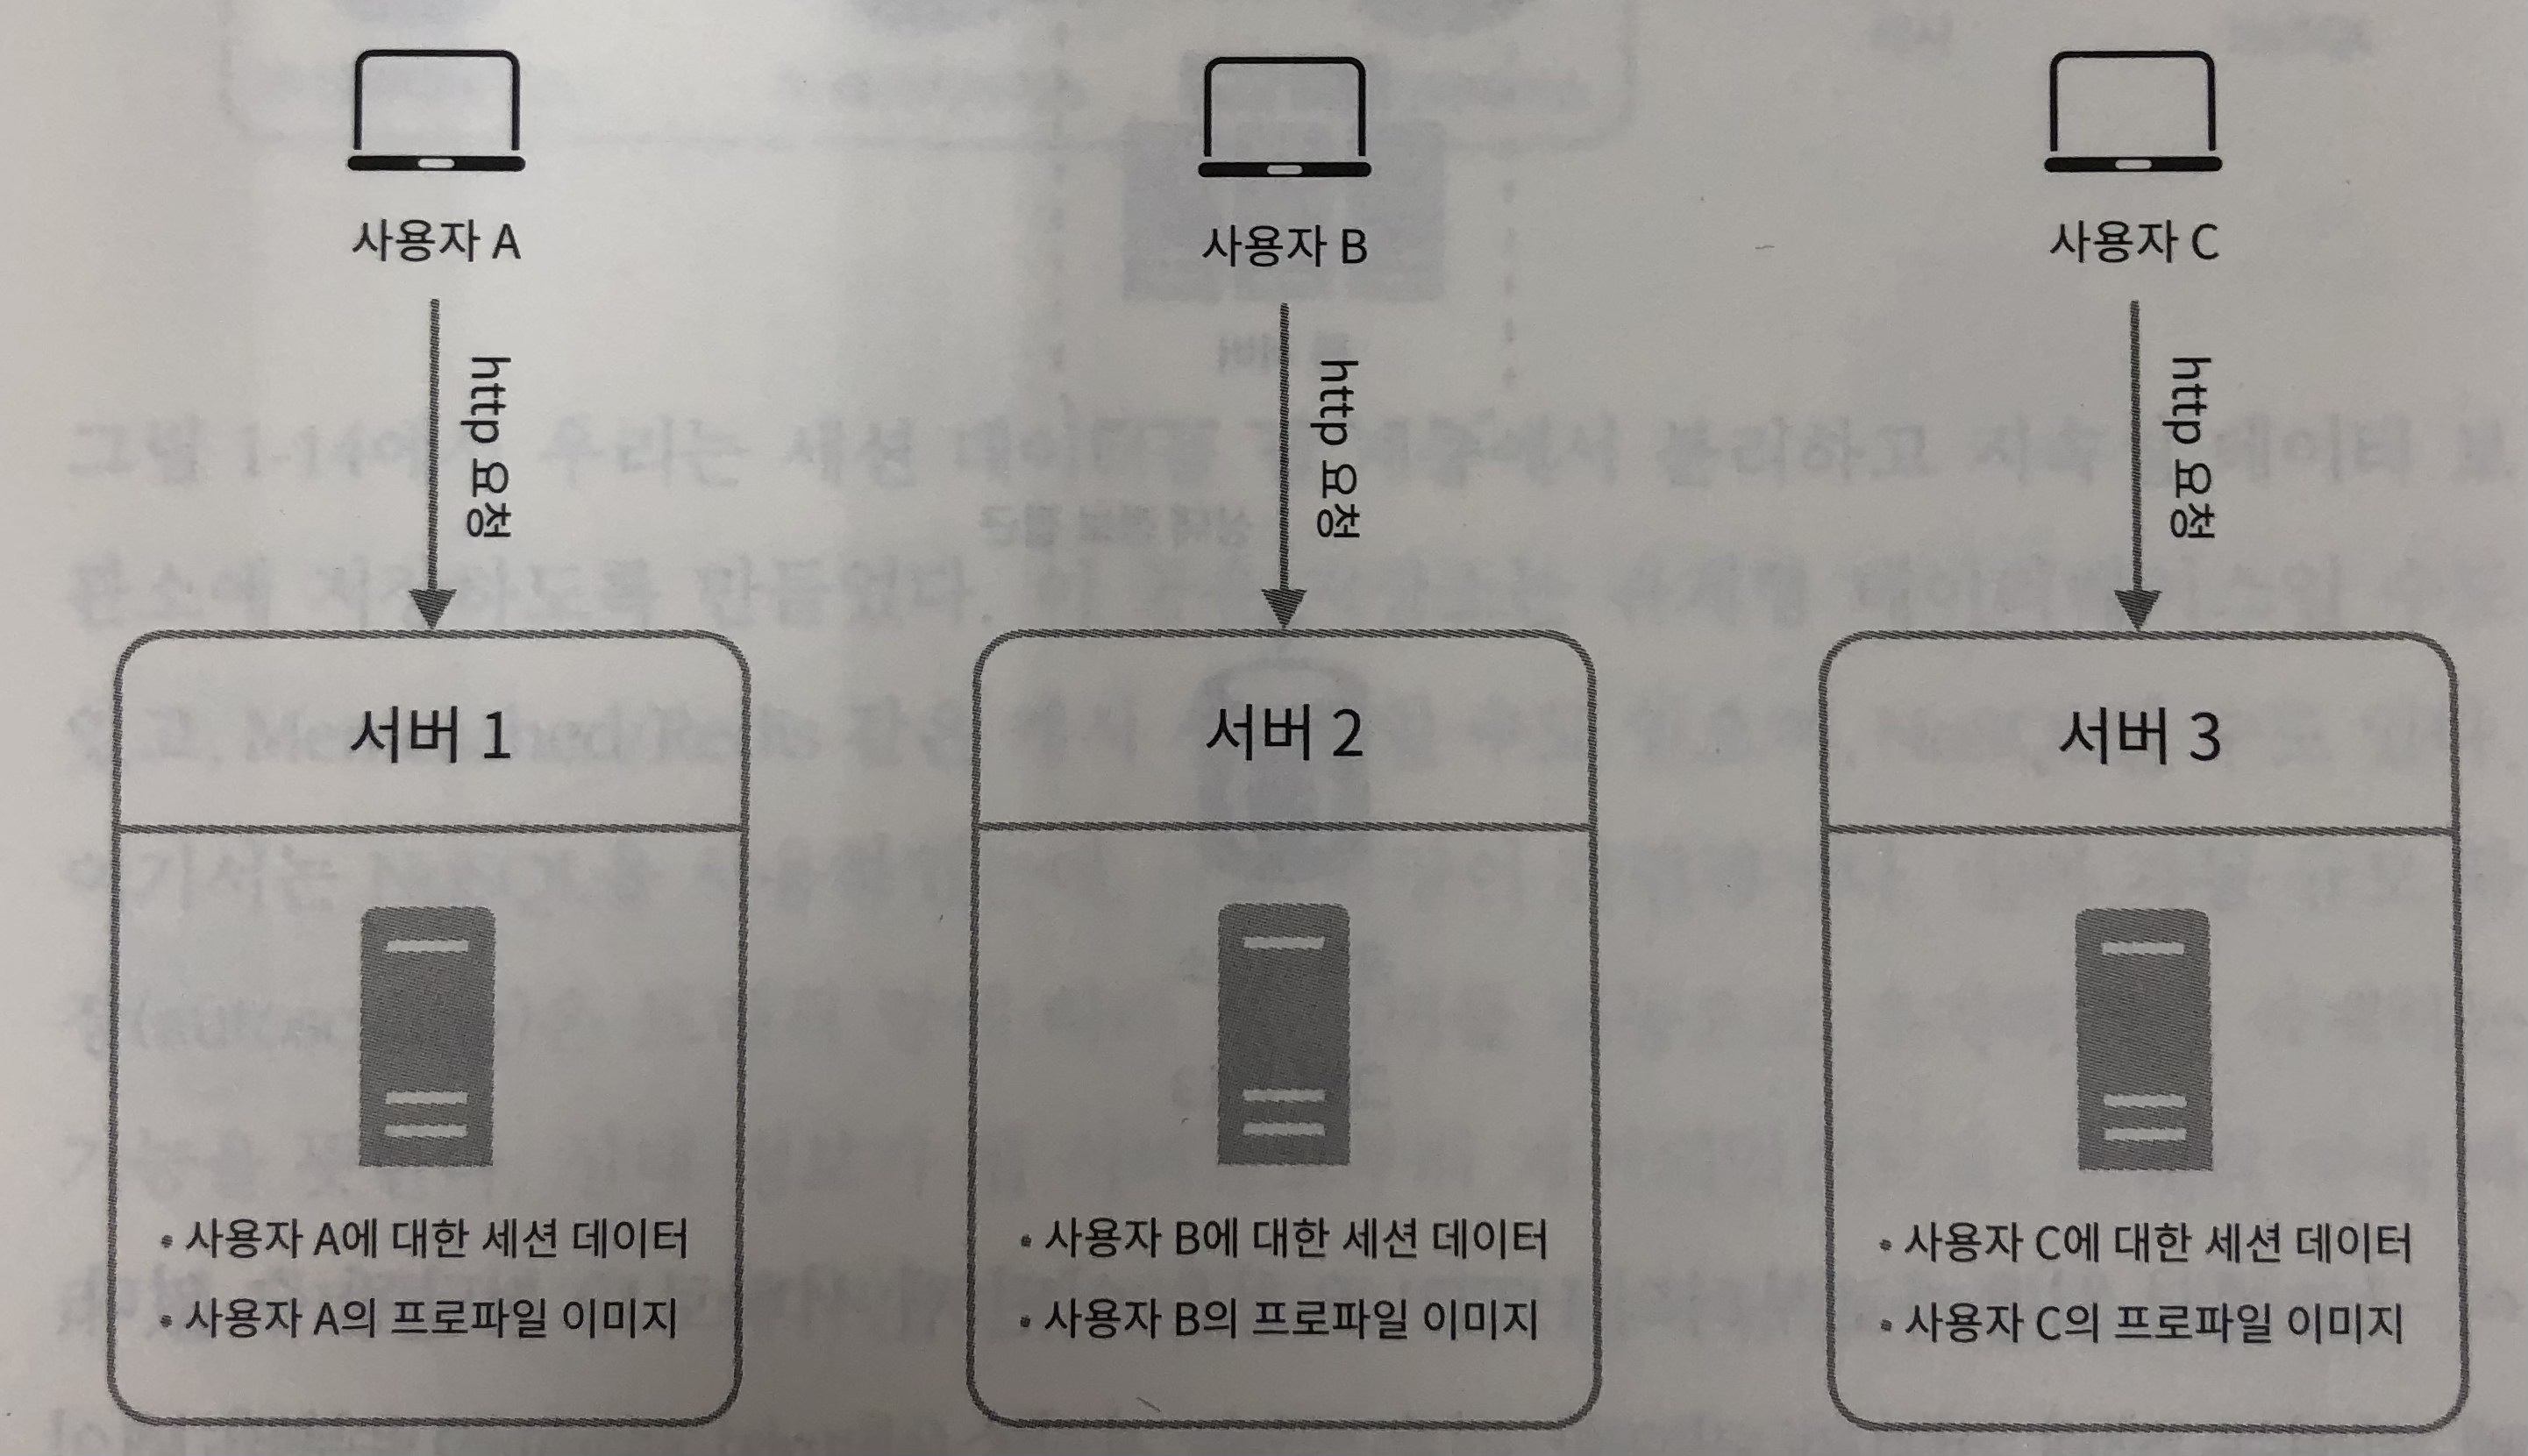 사용자 A
사용자 B
사용자 C
http 요청
http 요청
http 요청
서버 1
서버 2
서버 3
• 사용자 A에 대한 세션 데이터
• 사용자 A의 프로파일 이미지
• 사용자 B에 대한 세션 데이터
• 사용자 B의 프로파일 이미지
• 사용자 C에 대한 세션 데이터
• 사용자 C의 프로파일 이미지